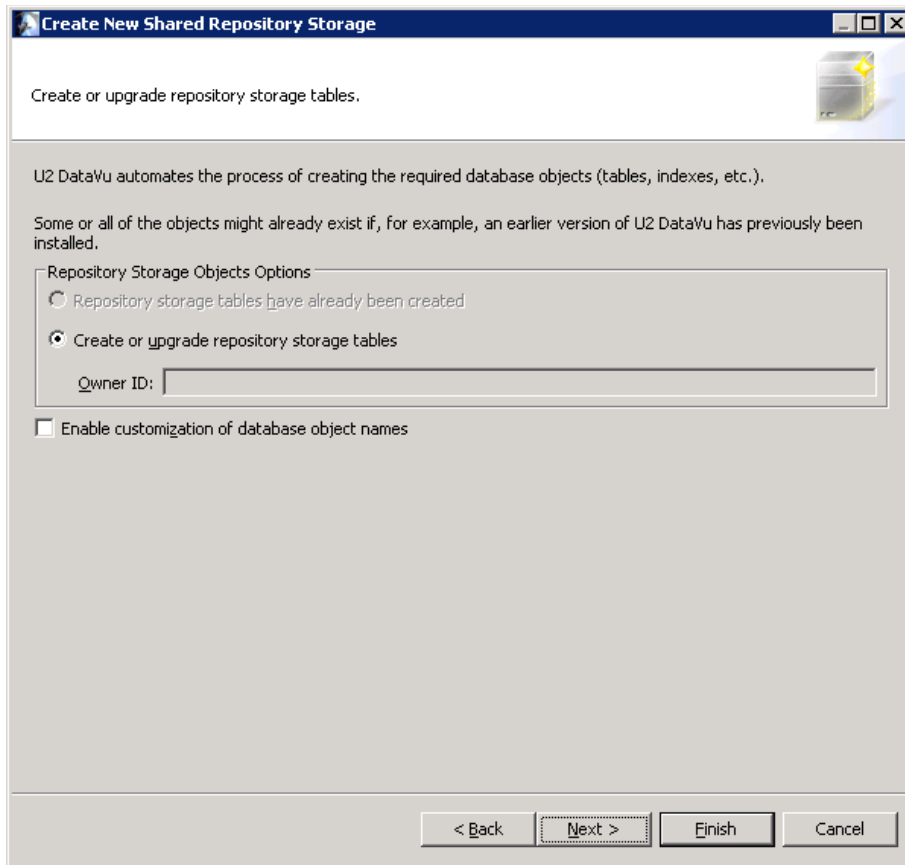 Create New Shared Repository Storage
Create or upgrade repository storage tables.
U2 DataVu automates the process of creating the required database objects (tables, indexes, etc.).
Some or all of the objects might already exist if, for example, an earlier version of U2 DataVu has previously been
installed.
Repository Storage Objects Options
Repository storage tables have already been created
Create or upgrade repository storage tables
Owner ID:
Enable customization of database object names
< Back Next > Finish Cancel